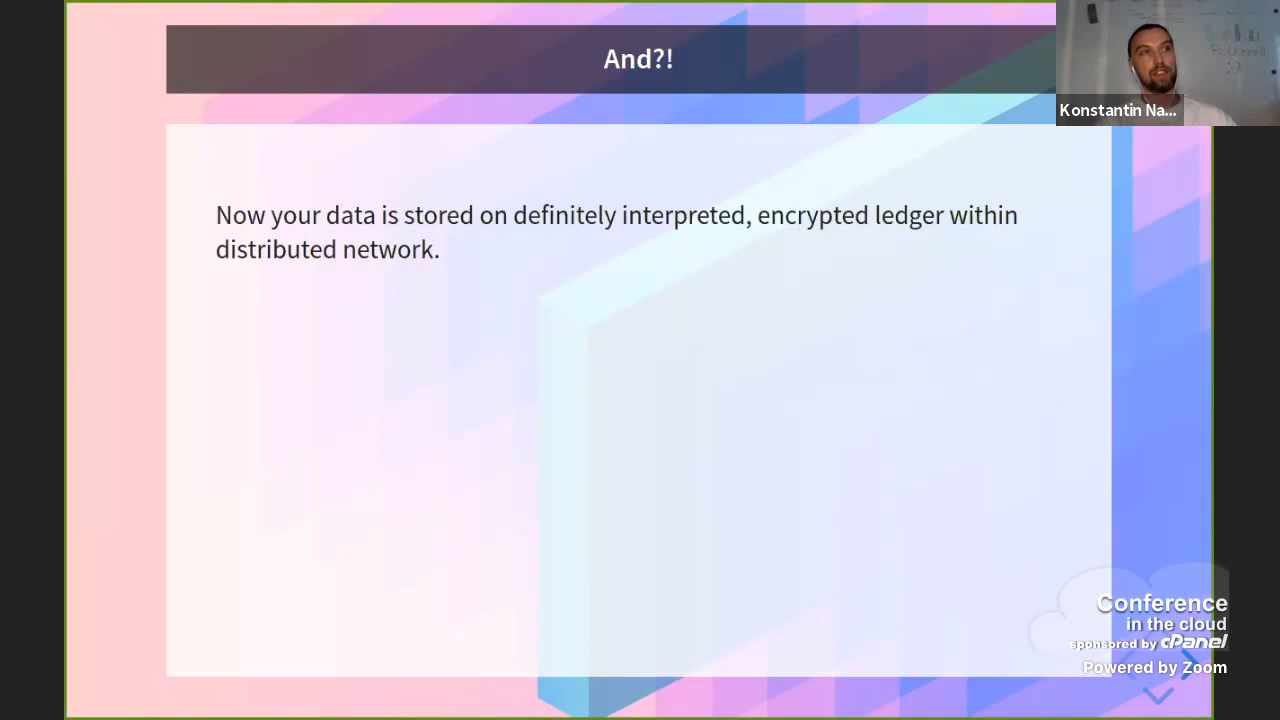 And?!
Konstantin Na...
Now your data is stored on definitely interpreted, encrypted ledger within
distributed network.
Conference
in the cloud
sponsored by cPanel
Powered by Zoom